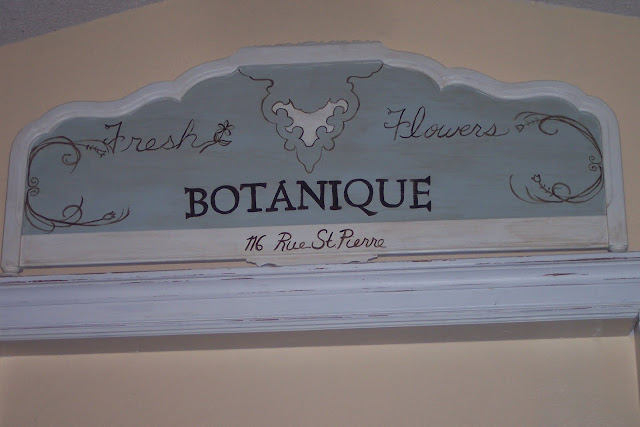 Fresh Flowers
BOTANIQUE
116 Rue St Pierre